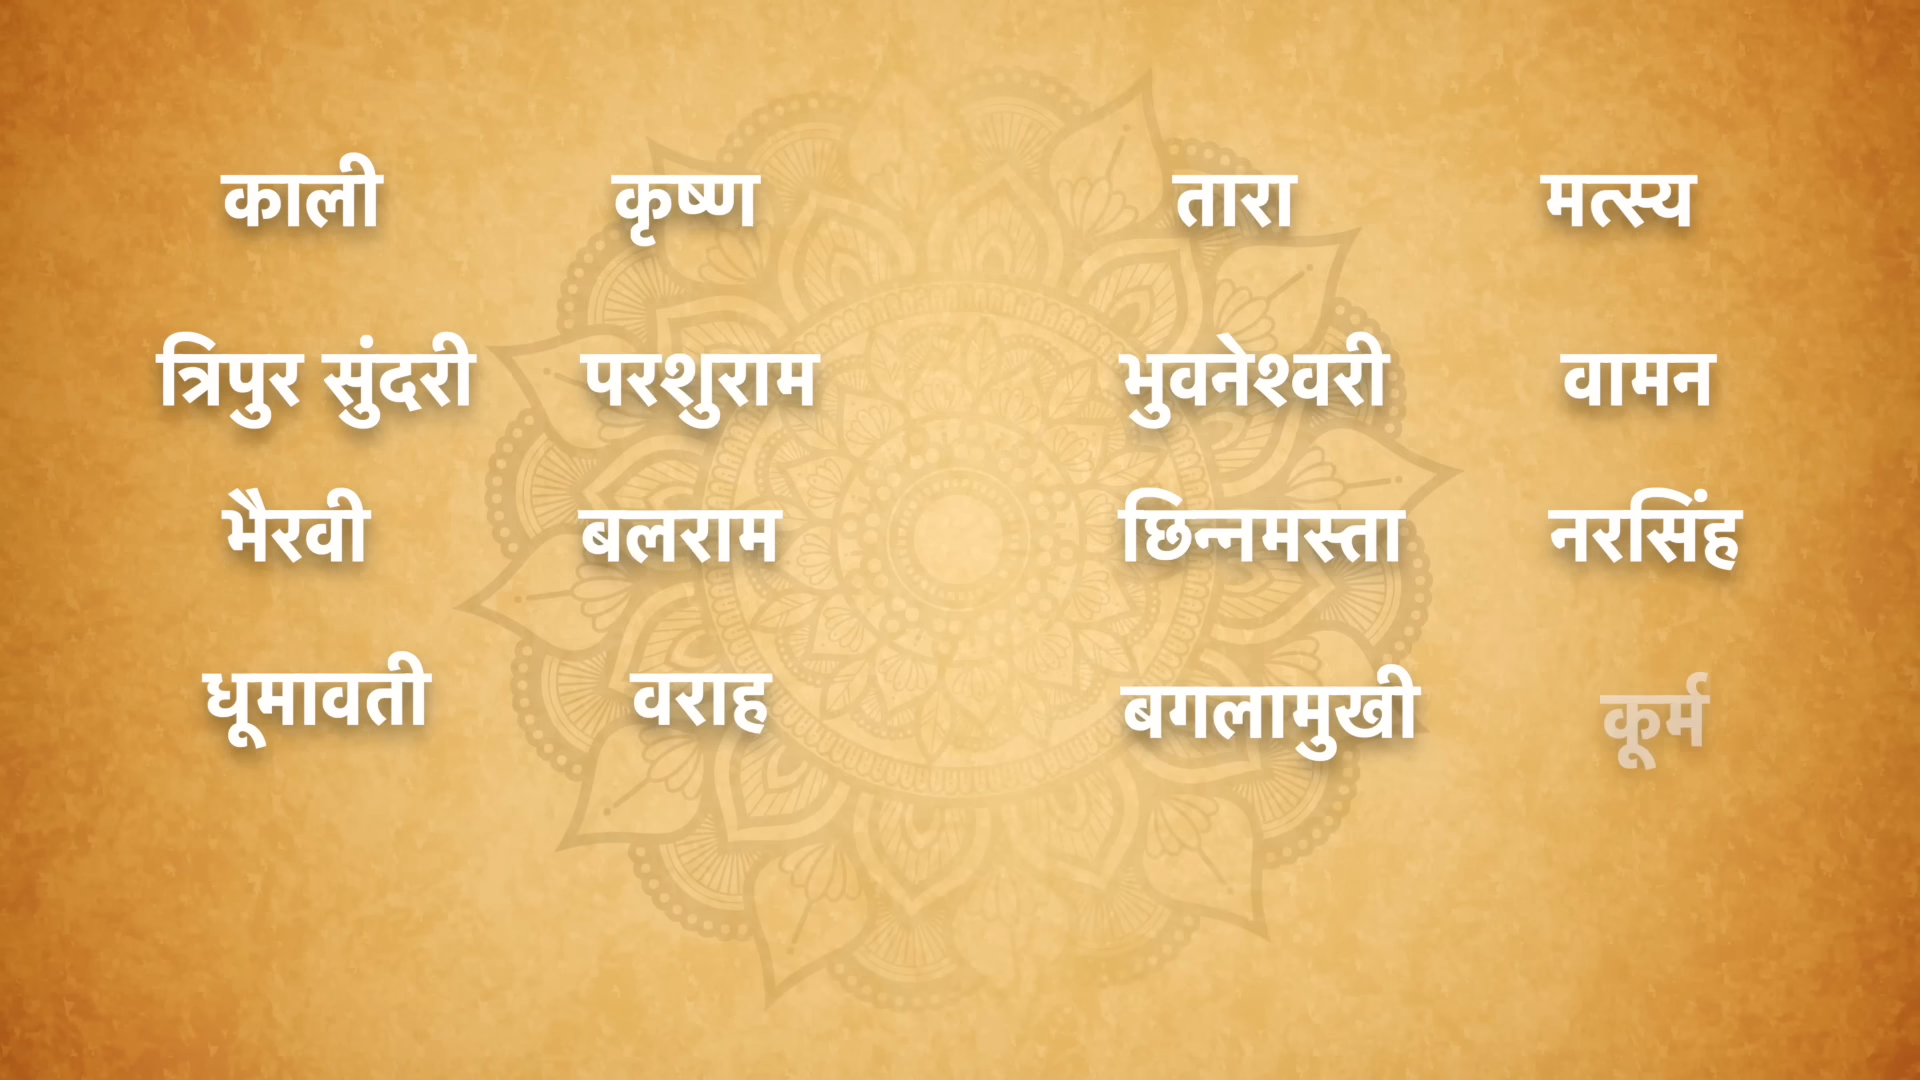 काली कृष्ण तारा मत्स्य
त्रिपुर सुंदरी परशुराम भुवनेश्वरी वामन
भैरवी बलराम छिन्नमस्ता नरसिंह
धूमावती वराह बगलामुखी कूर्म